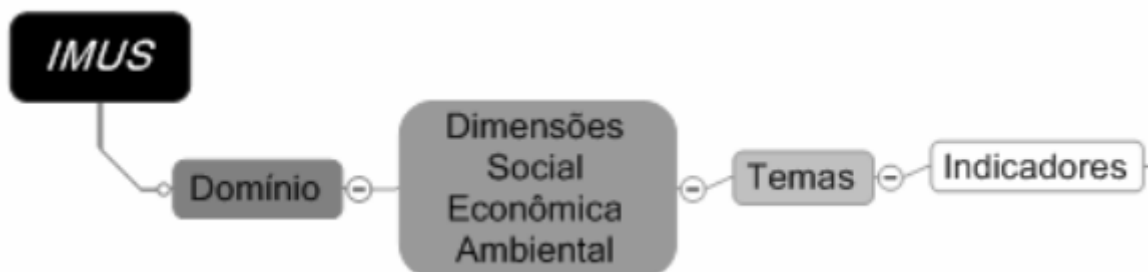 IMUS
Domínio
Dimensões
Social
Econômica
Ambiental
Temas
Indicadores